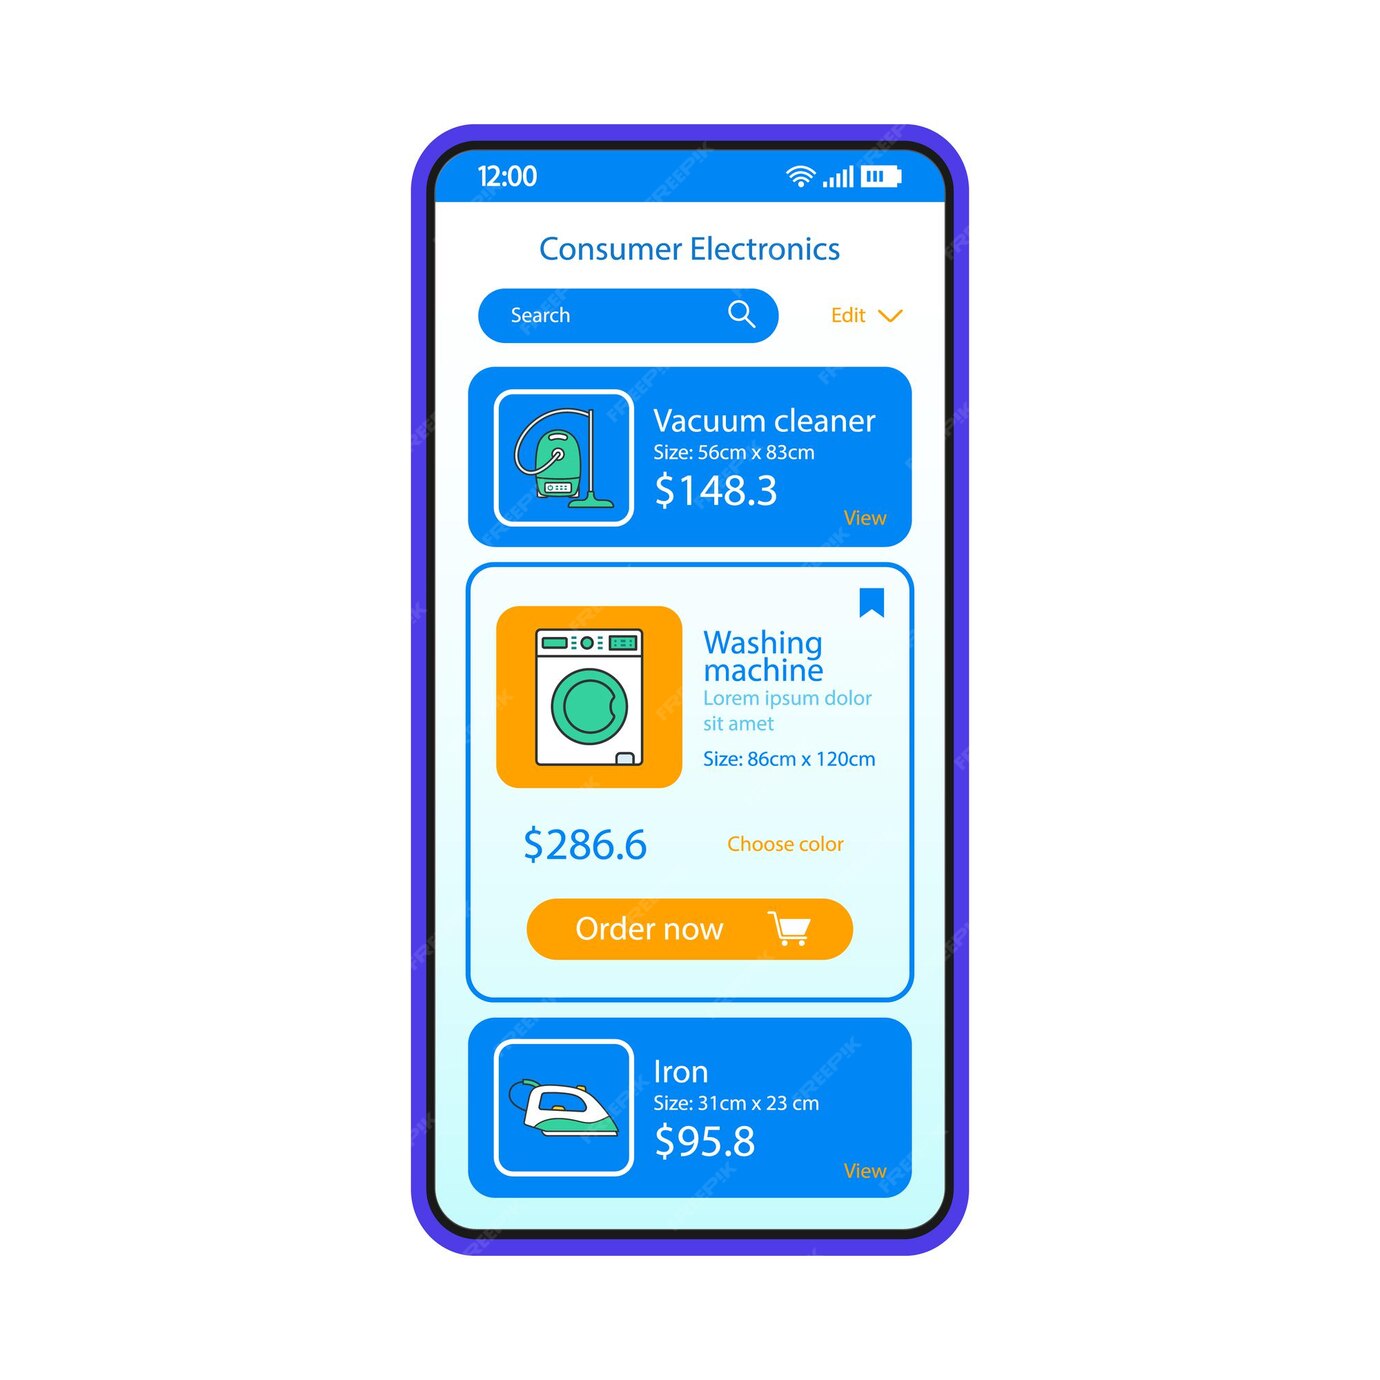 12:00
Consumer Electronics
Search
Edit
Vacuum cleaner
Size: 56cm x 83cm
$148.3
View
Washing
machine
Lorem ipsum dolor
sit amet
Size: 86cm x 120cm
$286.6
Choose color
Order now
Iron
Size: 31cm x 23 cm
$95.8
View